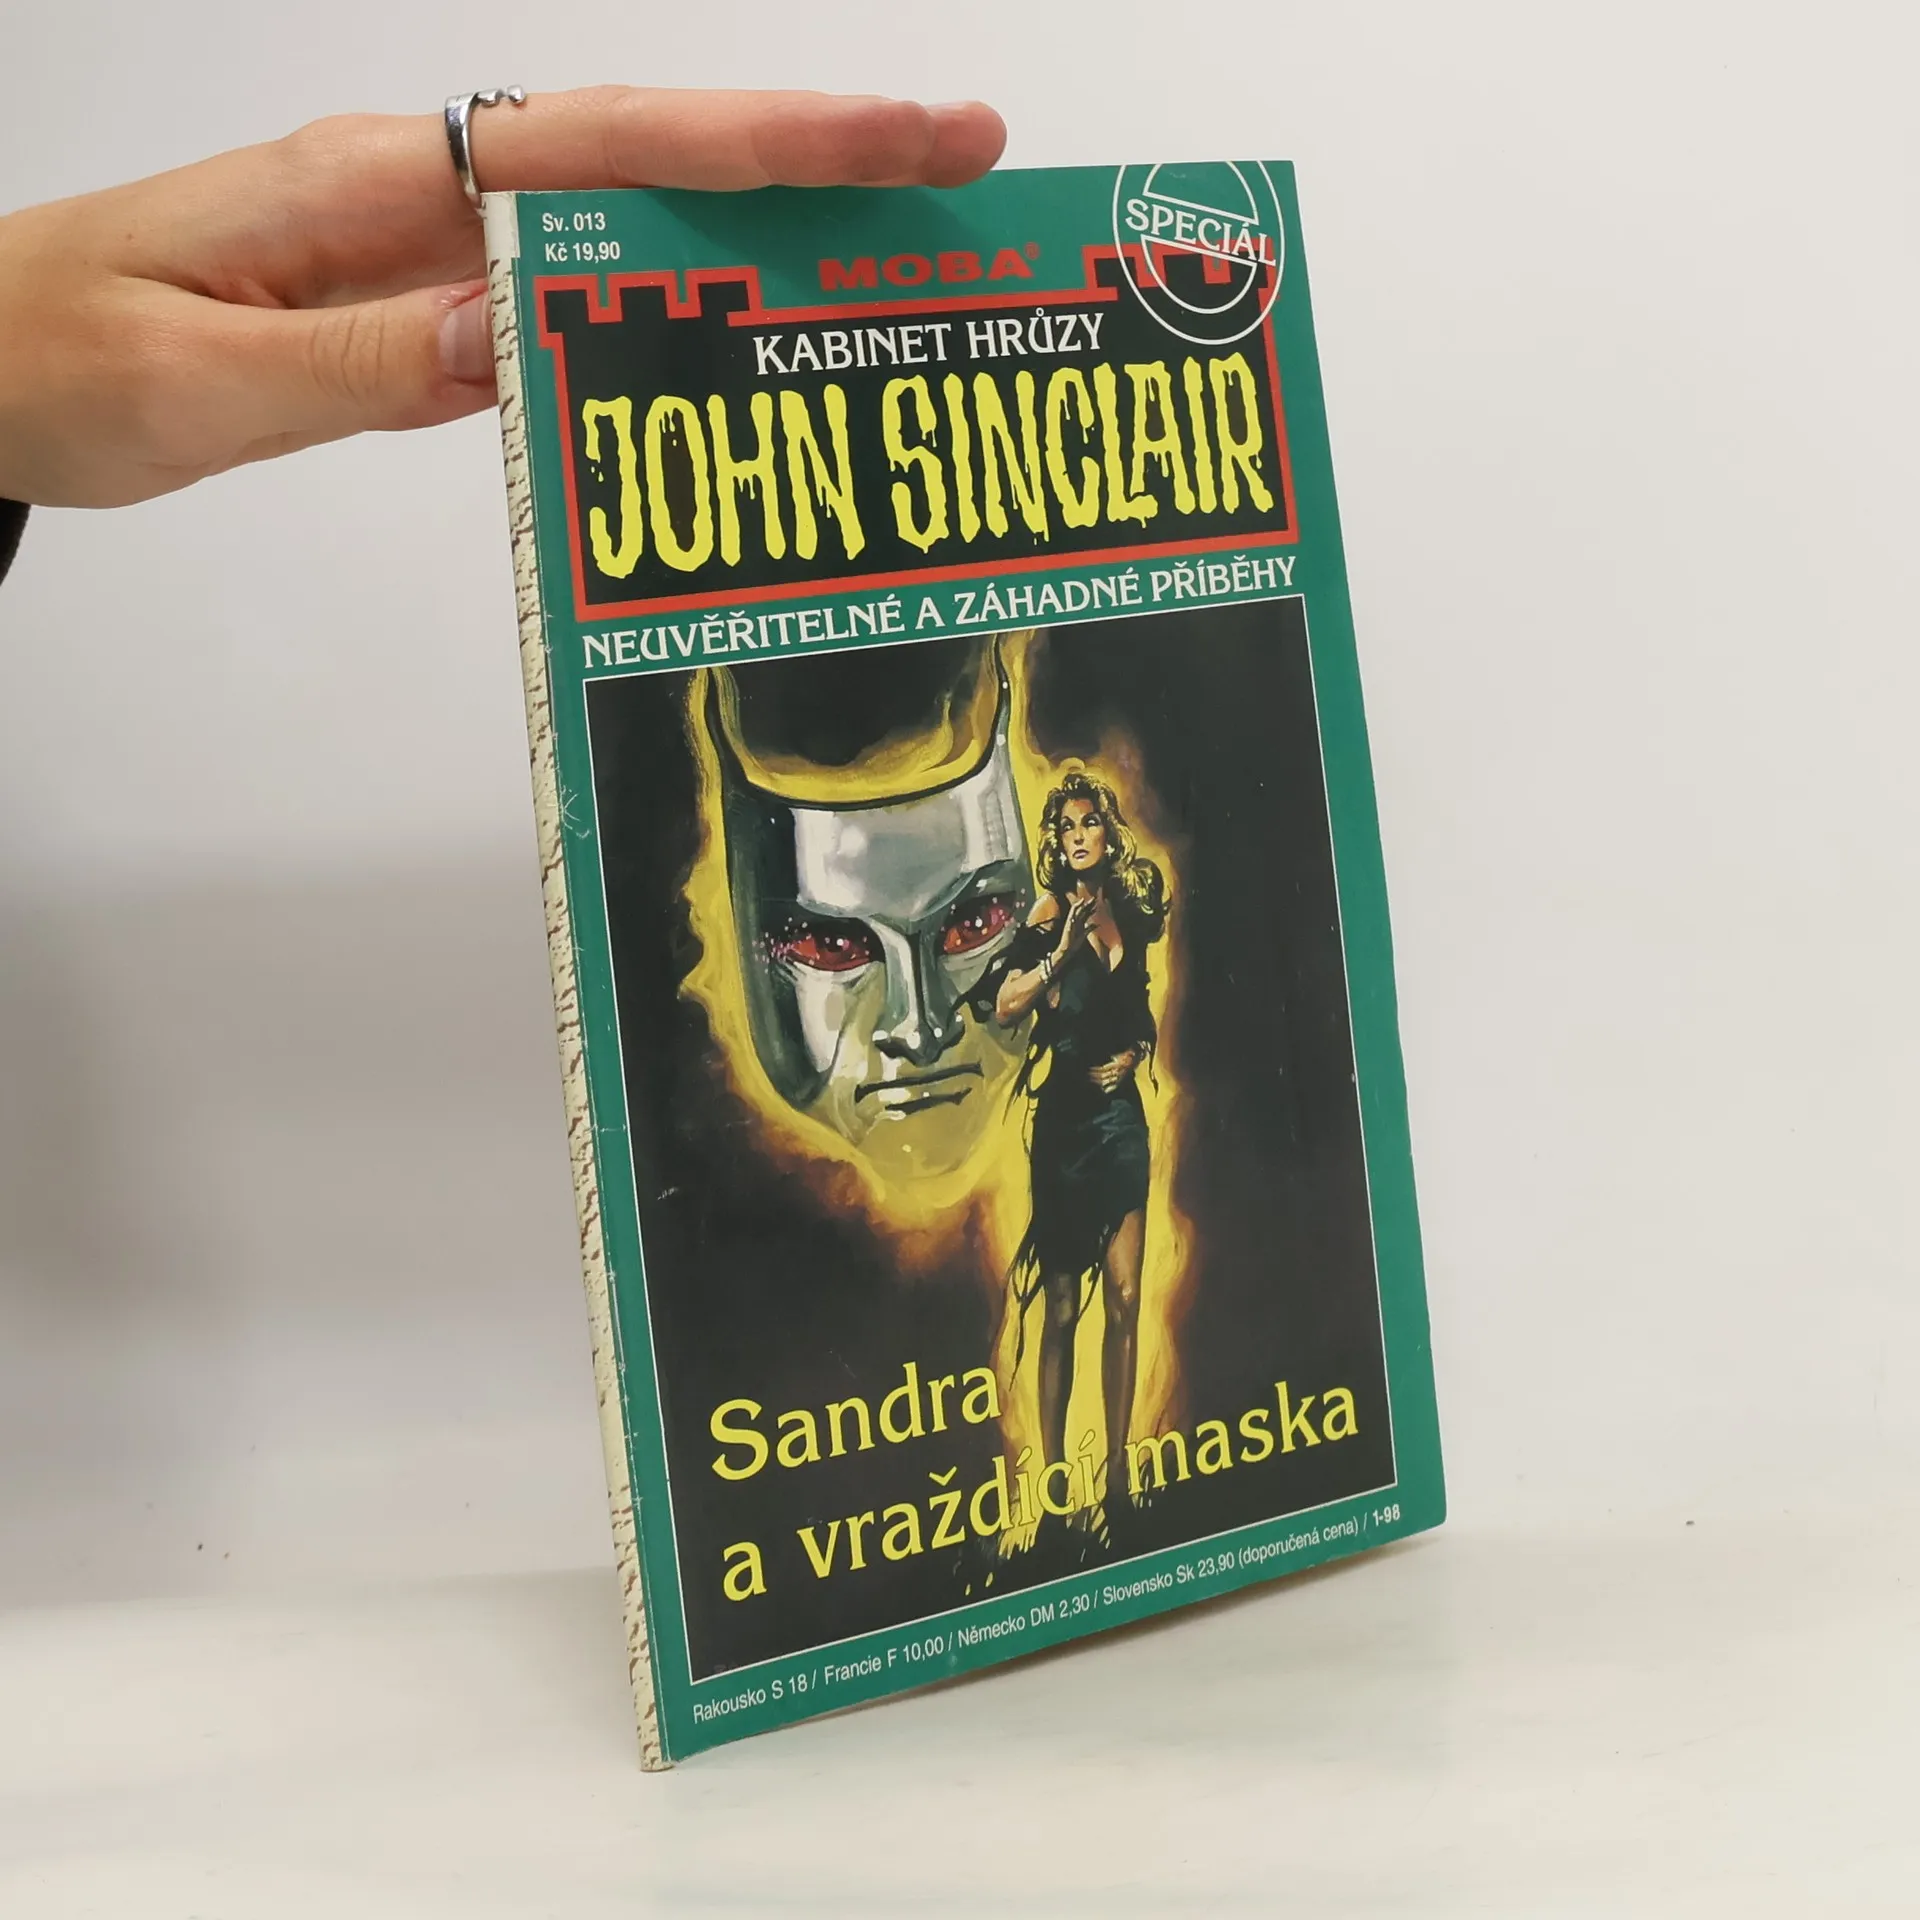 Sv. 013
Kč 19,90
SPECIÁL
MOBA®
KABINET HRŮZY
JOHN SINCLAIR
NEUVĚŘITELNÉ A ZÁHADNÉ PŘÍBĚHY
Sandra
a vraždící maska
Rakousko S 18 / Francie F 10,00 / Německo DM 2,30 / Slovensko Sk 23,90 (doporučená cena) / 1-98